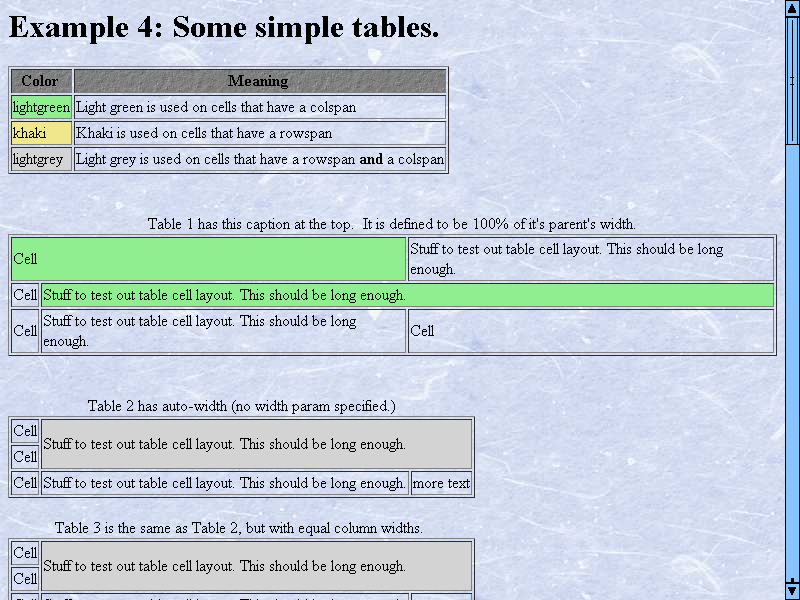 Example 4: Some simple tables.
Color Meaning
lightgreen Light green is used on cells that have a colspan
khaki Khaki is used on cells that have a rowspan
lightgrey Light grey is used on cells that have a rowspan and a colspan
Table 1 has this caption at the top. It is defined to be 100% of it's parent's width.
Cell Stuff to test out table cell layout. This should be long
enough.
Cell Stuff to test out table cell layout. This should be long enough.
Cell Stuff to test out table cell layout. This should be long
enough. Cell
Table 2 has auto-width (no width param specified.)
Cell Stuff to test out table cell layout. This should be long enough.
Cell
Cell Stuff to test out table cell layout. This should be long enough. more text
Table 3 is the same as Table 2, but with equal column widths.
Cell Stuff to test out table cell layout. This should be long enough.
Cell